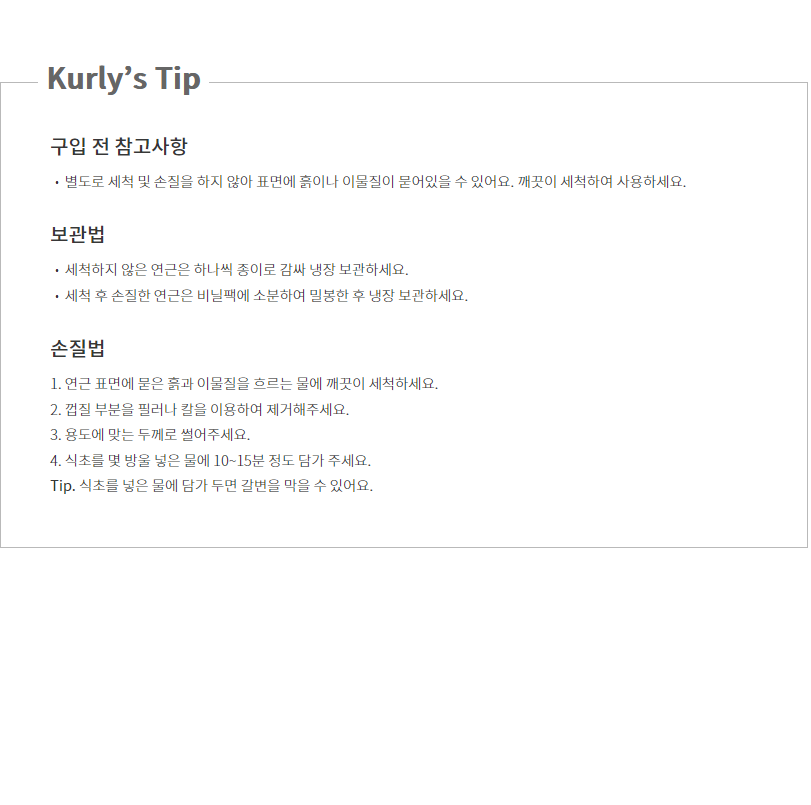 Kurly’s Tip
구입 전 참고사항
• 별도로 세척 및 손질을 하지 않아 표면에 흙이나 이물질이 묻어있을 수 있어요. 깨끗이 세척하여 사용하세요.
보관법
• 세척하지 않은 연근은 하나씩 종이로 감싸 냉장 보관하세요.
• 세척 후 손질한 연근은 비닐팩에 소분하여 밀봉한 후 냉장 보관하세요.
손질법
1. 연근 표면에 묻은 흙과 이물질을 흐르는 물에 깨끗이 세척하세요.
2. 껍질 부분을 필러나 칼을 이용하여 제거해주세요.
3. 용도에 맞는 두께로 썰어주세요.
4. 식초를 몇 방울 넣은 물에 10~15분 정도 담가 주세요.
Tip. 식초를 넣은 물에 담가 두면 갈변을 막을 수 있어요.